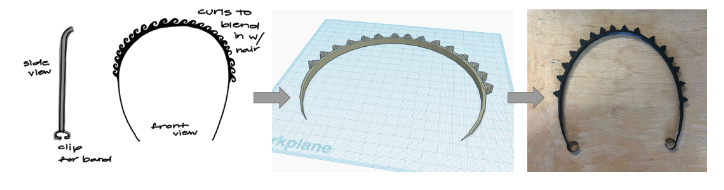 side
view
clip
for band
front
view
curls to
blend
in w/
hair
rkplane